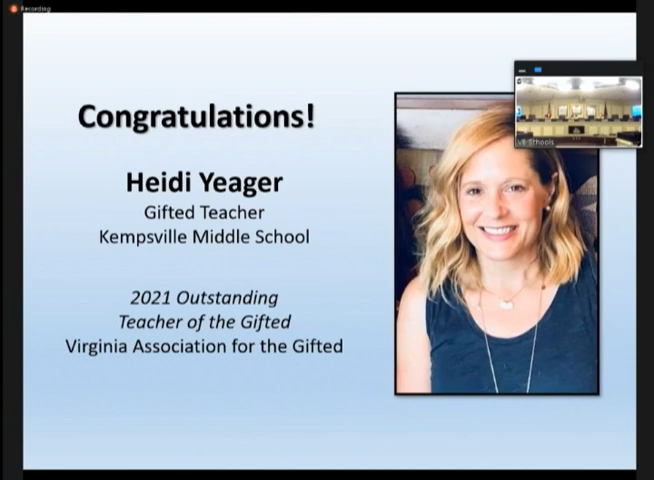 Recording
Congratulations!
Heidi Yeager
Gifted Teacher
Kempsville Middle School
2021 Outstanding
Teacher of the Gifted
Virginia Association for the Gifted
VB Schools